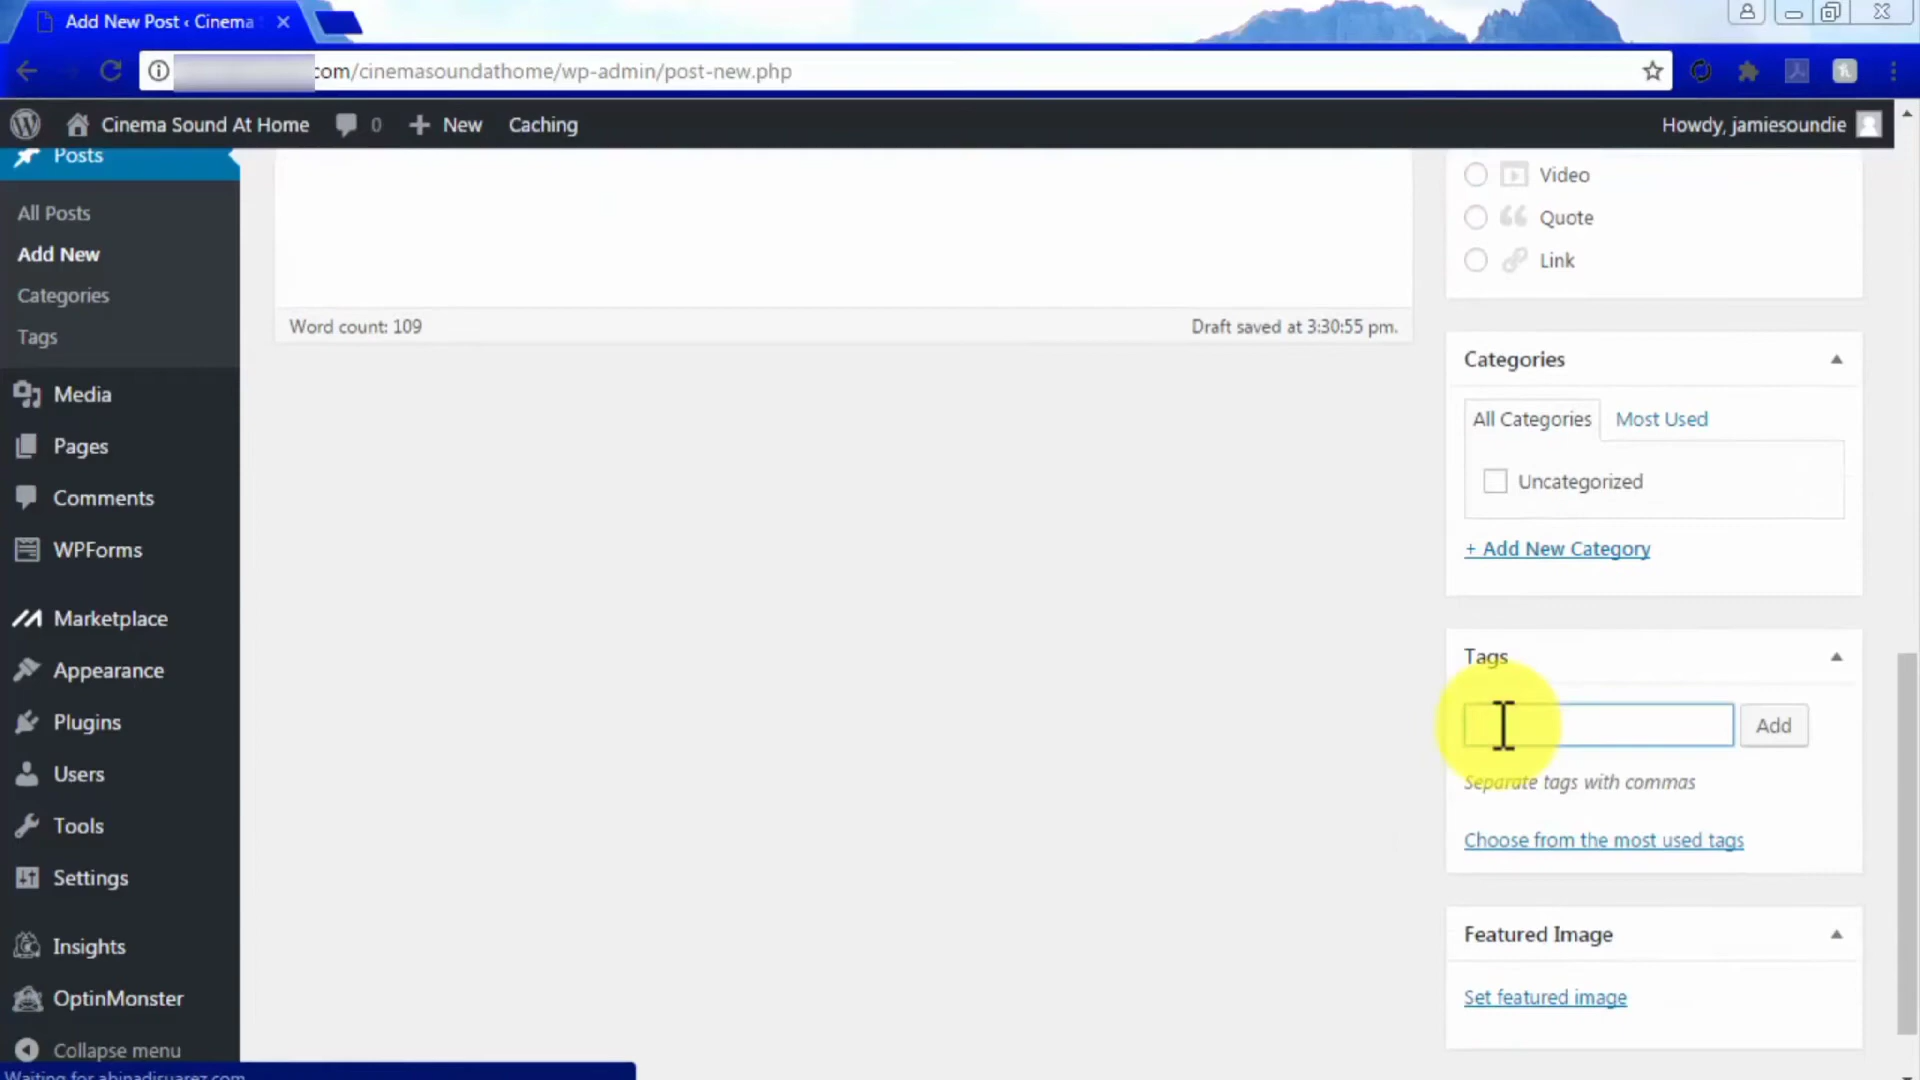 Add New Post ‹ Cinema
com/cinemasoundathome/wp-admin/post-new.php
Cinema Sound At Home 0 New Caching
Howdy, jamiesoundie
Posts
All Posts
Add New
Categories
Tags
Media
Pages
Comments
WPForms
Marketplace
Appearance
Plugins
Users
Tools
Settings
Insights
OptinMonster
Collapse menu
Waiting for abinadisuarez.com
Word count: 109
Draft saved at 3:30:55 pm.
Video
Quote
Link
Categories
All Categories Most Used
Uncategorized
+ Add New Category
Tags
Add
Separate tags with commas
Choose from the most used tags
Featured Image
Set featured image